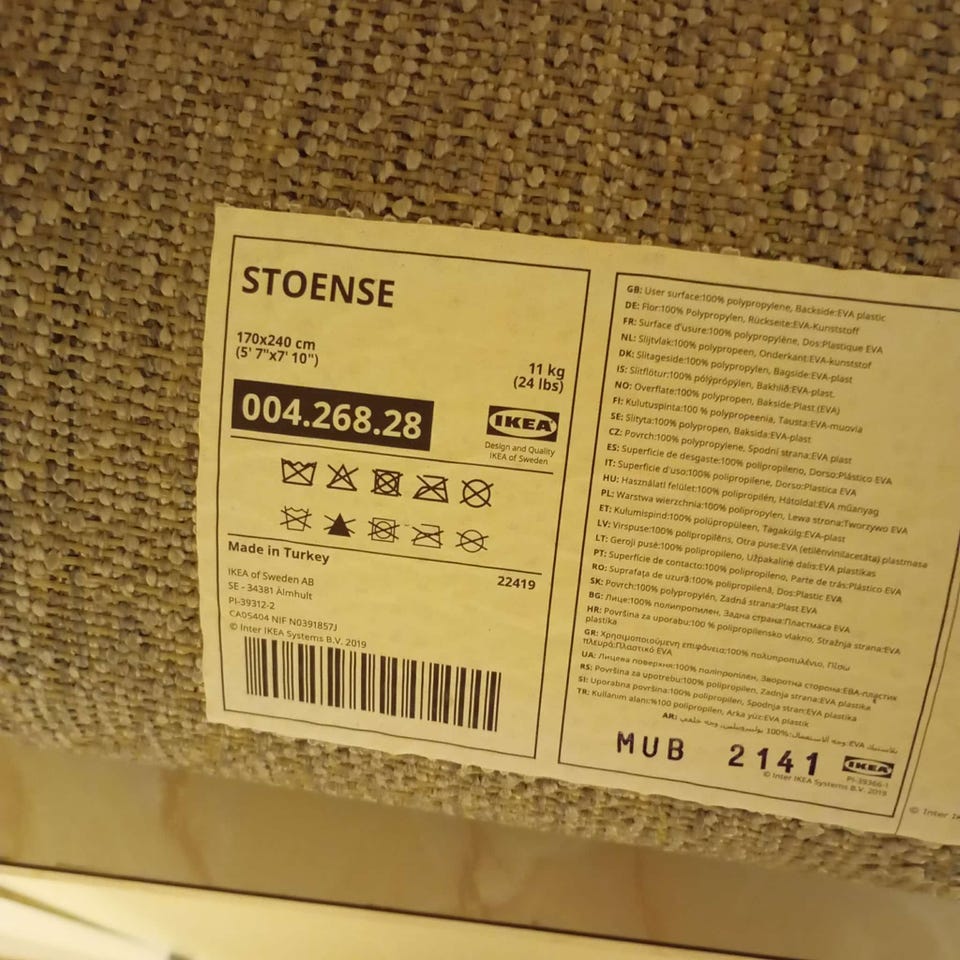 STOENSE
170x240 cm
(5' 7"x7' 10")
11 kg
(24 lbs)
004.268.28
IKEA
Design and Quality
IKEA of Sweden
Made in Turkey
22419
IKEA of Sweden AB
SE - 34381 Älmhult
PI-39312-2
CA05404 NIF N0391857J
© Inter IKEA Systems B.V. 2019
GB: User surface:100% polypropylene, Backside:EVA plastic
DE: Flor:100% Polypropylen, Rückseite:EVA-Kunststoff
FR: Surface d'usure:100% polypropylène, Dos:Plastique EVA
NL: Slijtvlak:100% polypropeen, Onderkant:EVA-kunststof
DK: Slitageside:100% polypropylen, Bagside:EVA-plast
IS: Slitflötur:100% pólýprópýlen, Bakhlið:EVA-plast.
NO: Overflate:100% polypropen, Bakside:Plast (EVA)
FI: Kulutuspinta:100 % polypropeenia, Tausta:EVA-muovia
SE: Slityta:100% polypropen, Baksida:EVA-plast
CZ: Povrch:100% polypropylene, Spodní strana:EVA plast
ES: Superficie de desgaste:100% polipropileno, Dorso:Plástico EVA
IT: Superficie d'uso:100% polipropilene, Dorso:Plastica EVA
HU: Használati felület:100% polipropilén, Hátoldal:EVA műanyag
PL: Warstwa wierzchnia:100% polipropylen, Lewa strona:Tworzywo EVA
ET: Kulumispind:100% polüpropüleen, Tagakülg:EVA-plast
LV: Virspuse:100% polipropilēns, Otra puse:EVA (etilēnvinilacetāta) plastmasa
LT: Geroji pusė:100% polipropileno, Užpakalinė dalis:EVA plastikas
PT: Superfície de contacto:100% polipropileno, Parte de trás:Plástico EVA
RO: Suprafața de uzură:100% polipropilenă, Dos:Plastic EVA
SK: Povrch:100% polypropylén, Zadná strana:Plast EVA
BG: Лице:100% полипропилен, Задна страна:Пластмаса EVA
HR: Površina za uporabu:100 % polipropilensko vlakno, Stražnja strana:EVA
plastika
GR: Χρησιμοποιούμενη επιφάνεια:100% πολυπροπυλένιο, Πίσω
πλευρά:Πλαστικό EVA
UA: Лицева поверхня:100% поліпропілен, Зворотна сторона:ЕВА-пластик
RS: Površina za upotrebu:100% polipropilen, Zadnja strana:EVA plastika
SI: Uporabna površina:100% polipropilen, Spodnja stran:EVA plastika
TR: Kullanım alanı:%100 polipropilen, Arka yüz:EVA plastik
AR:
MUB 2141
IKEA
PI-39366-1
© Inter IKEA Systems B.V. 2019
© Inter